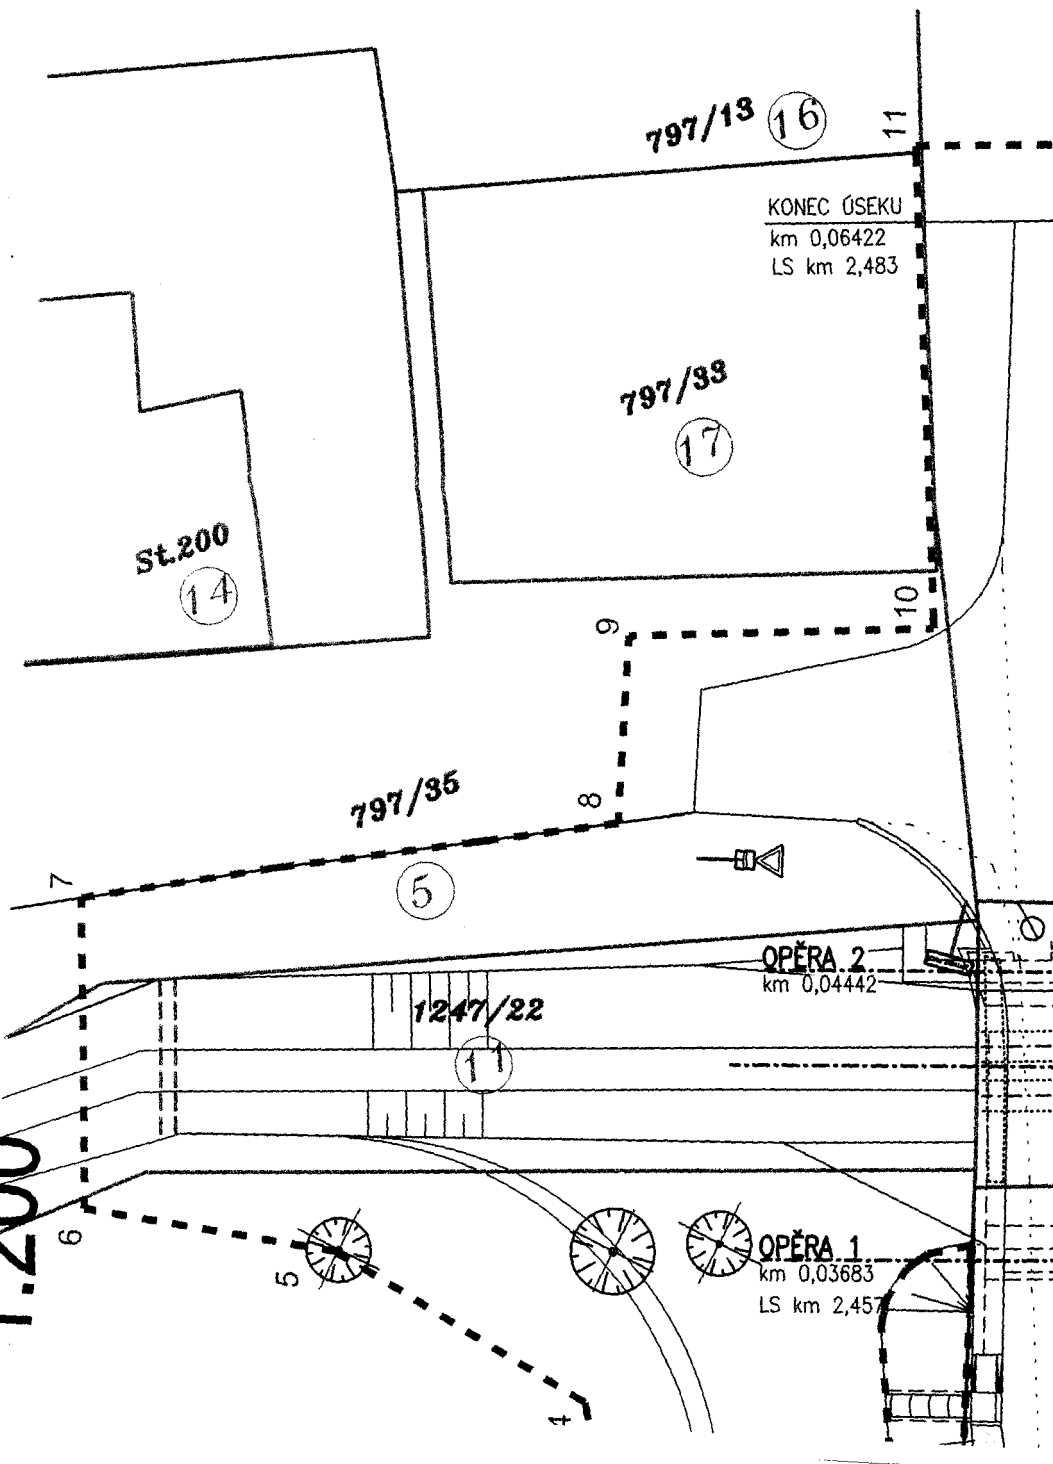 797/13 16
11
KONEC ÚSEKU
km 0,06422
LS km 2,483
797/33
17
St.200
14
10
9
797/35
8
7
5
OPĚRA 2
km 0,04442
1247/22
11
6
5
OPĚRA 1
km 0,03683
LS km 2,457
4